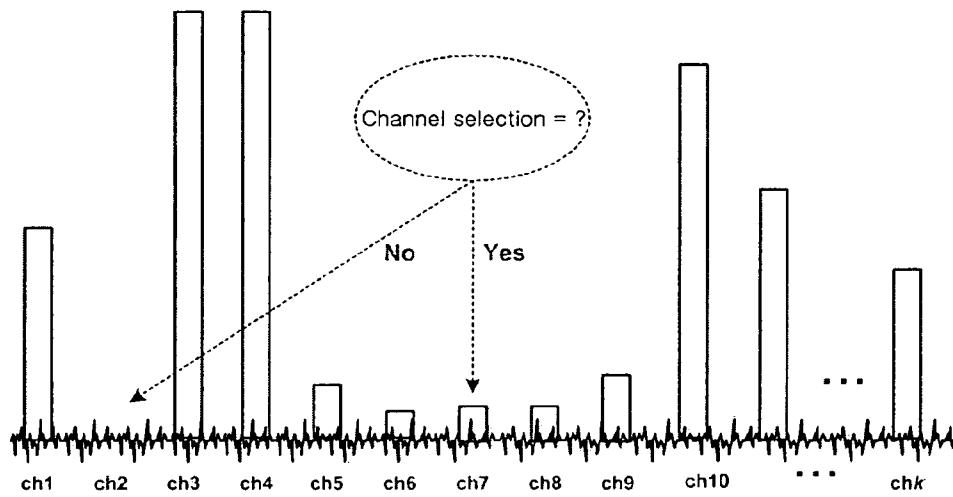 Channel selection = ?
No
Yes
...
ch1 ch2 ch3 ch4 ch5 ch6 ch7 ch8 ch9 ch10 ... chk